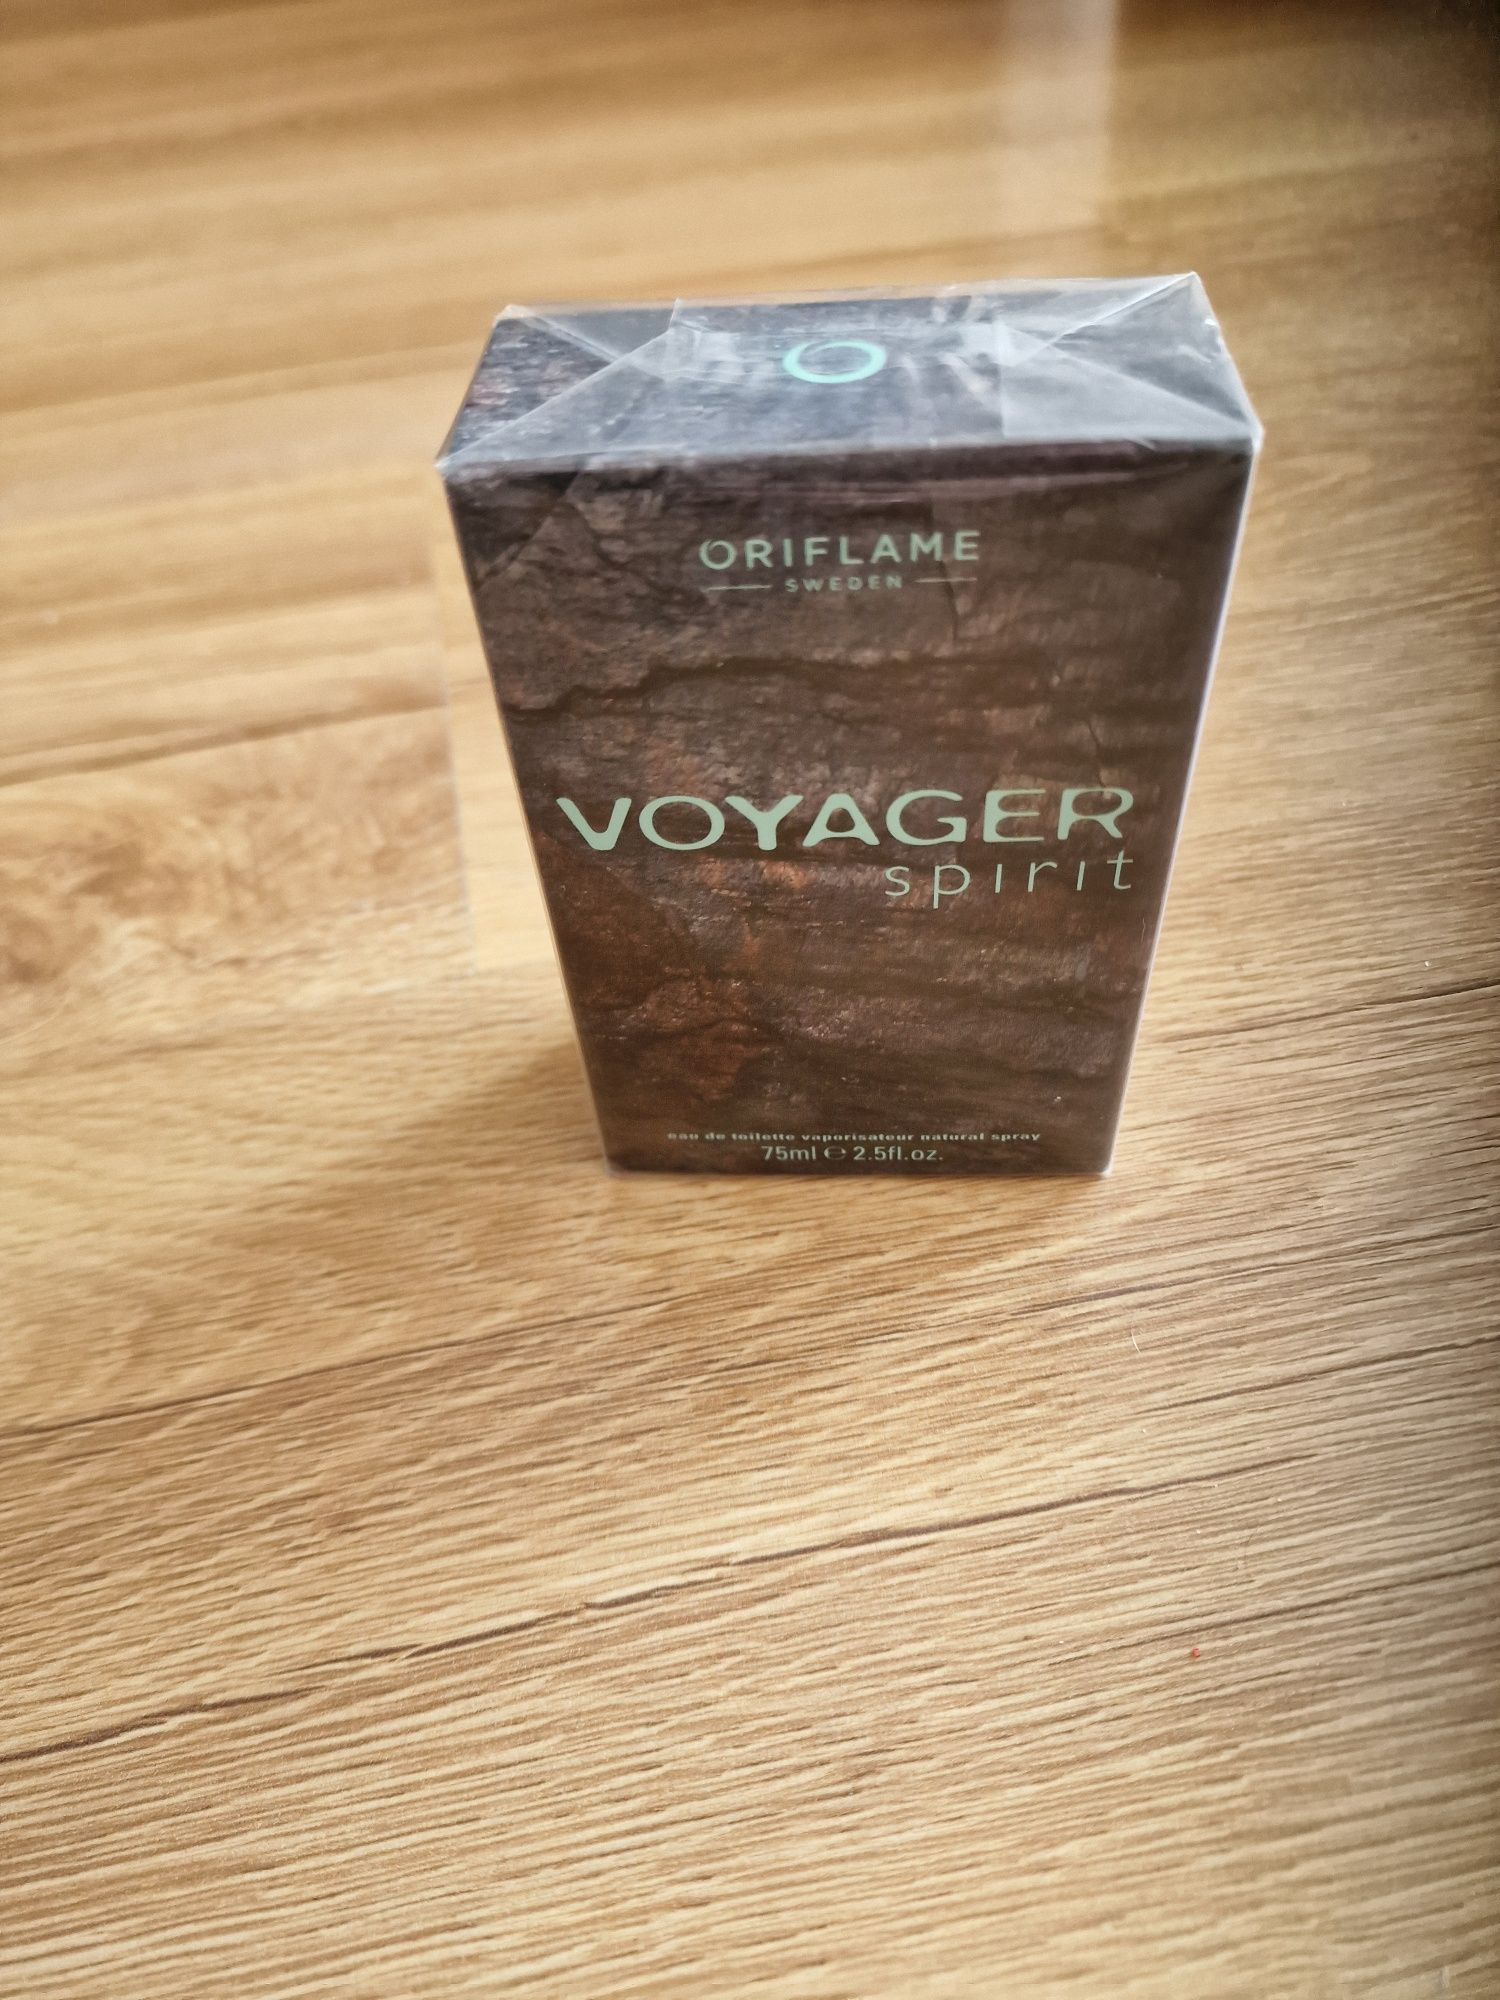 ORIFLAME
SWEDEN
VOYAGER
spirit
eau de toilette vaporisateur natural spray
75ml ℮ 2.5fl.oz.